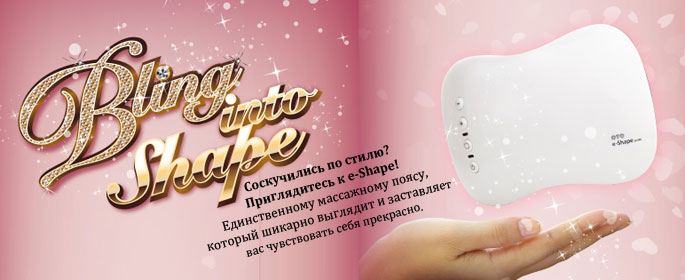 Bling
into
Shape
Соскучились по стилю?
Приглядитесь к e-Shape!
Единственному массажному поясу,
который шикарно выглядит и заставляет
вас чувствовать себя прекрасно.
OTO
e-Shape